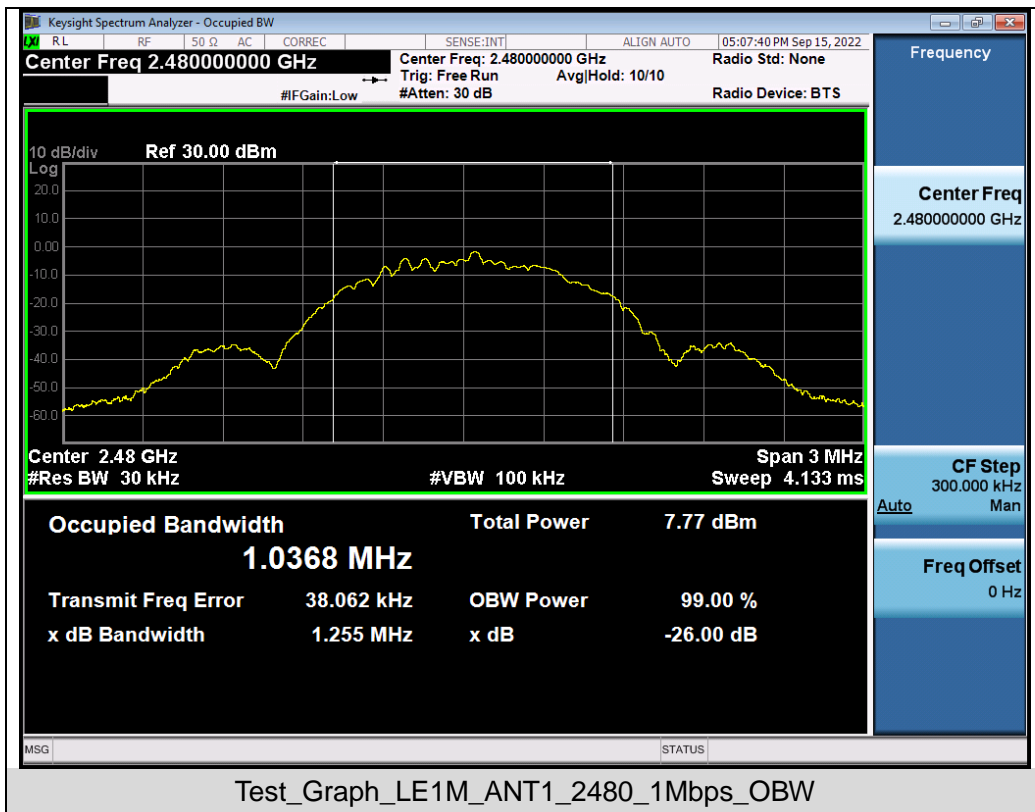 Keysight Spectrum Analyzer - Occupied BW
LXI RL RF 50 Ω AC CORREC SENSE:INT ALIGN AUTO 05:07:40 PM Sep 15, 2022
Center Freq 2.480000000 GHz
Center Freq: 2.480000000 GHz
Radio Std: None
Trig: Free Run Avg|Hold: 10/10
#IFGain:Low
#Atten: 30 dB
Radio Device: BTS
10 dB/div Ref 30.00 dBm
Log
20.0
10.0
0.00
-10.0
-20.0
-30.0
-40.0
-50.0
-60.0
Center 2.48 GHz Span 3 MHz
#Res BW 30 kHz #VBW 100 kHz Sweep 4.133 ms
Occupied Bandwidth Total Power 7.77 dBm
1.0368 MHz
Transmit Freq Error 38.062 kHz OBW Power 99.00 %
x dB Bandwidth 1.255 MHz x dB -26.00 dB
MSG STATUS
Frequency
Center Freq
2.480000000 GHz
CF Step
300.000 kHz
Auto Man
Freq Offset
0 Hz
Test_Graph_LE1M_ANT1_2480_1Mbps_OBW